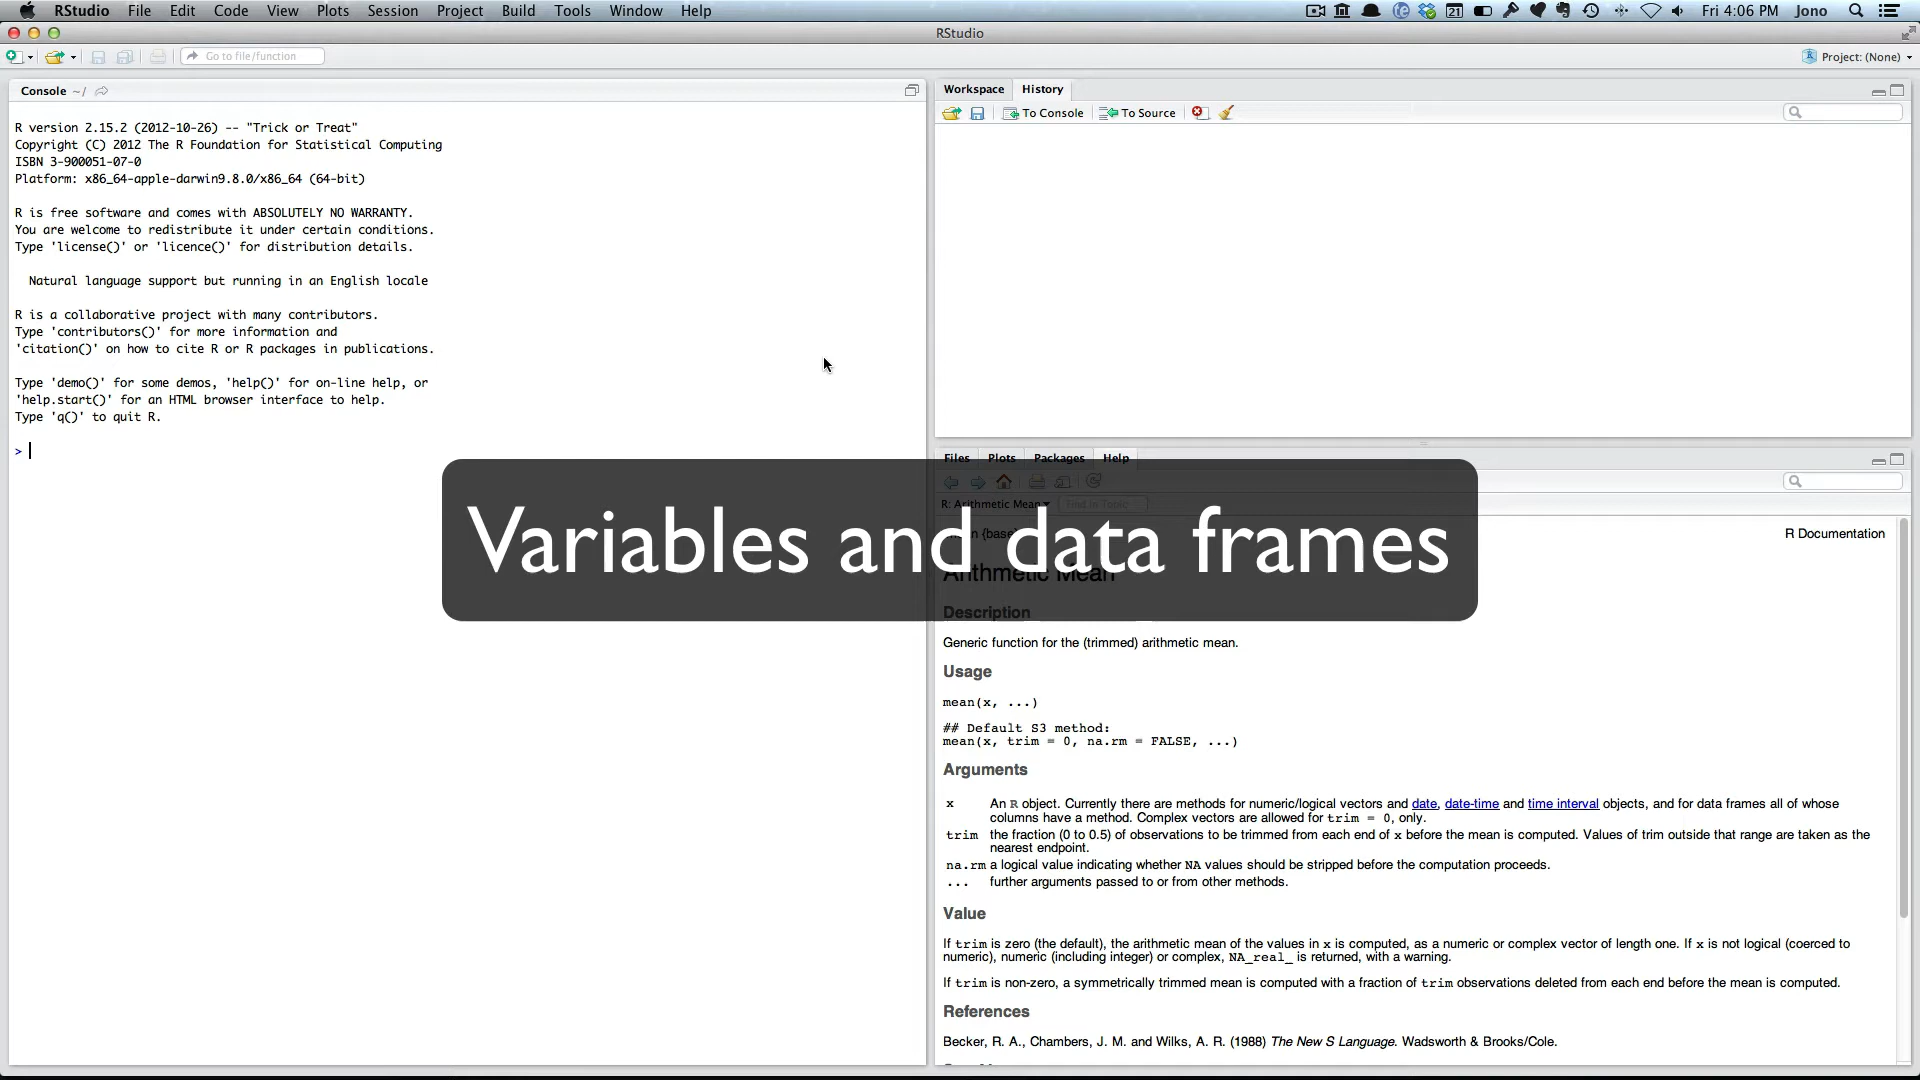 RStudio File Edit Code View Plots Session Project Build Tools Window Help
21 Fri 4:06 PM Jono
RStudio
Go to file/function
Project: (None)
Console ~/
R version 2.15.2 (2012-10-26) -- "Trick or Treat"
Copyright (C) 2012 The R Foundation for Statistical Computing
ISBN 3-900051-07-0
Platform: x86_64-apple-darwin9.8.0/x86_64 (64-bit)
R is free software and comes with ABSOLUTELY NO WARRANTY.
You are welcome to redistribute it under certain conditions.
Type 'license()' or 'licence()' for distribution details.
Natural language support but running in an English locale
R is a collaborative project with many contributors.
Type 'contributors()' for more information and
'citation()' on how to cite R or R packages in publications.
Type 'demo()' for some demos, 'help()' for on-line help, or
'help.start()' for an HTML browser interface to help.
Type 'q()' to quit R.
>
Workspace History
To Console To Source
Files Plots Packages Help
R: Arithmetic Mean Find in Topic
Variables and data frames
R Documentation
Arithmetic Mean
Description
Generic function for the (trimmed) arithmetic mean.
Usage
mean(x, ...)
## Default S3 method:
mean(x, trim = 0, na.rm = FALSE, ...)
Arguments
x An R object. Currently there are methods for numeric/logical vectors and date, date-time and time interval objects, and for data frames all of whose
columns have a method. Complex vectors are allowed for trim = 0, only.
trim the fraction (0 to 0.5) of observations to be trimmed from each end of x before the mean is computed. Values of trim outside that range are taken as the
nearest endpoint.
na.rm a logical value indicating whether NA values should be stripped before the computation proceeds.
... further arguments passed to or from other methods.
Value
If trim is zero (the default), the arithmetic mean of the values in x is computed, as a numeric or complex vector of length one. If x is not logical (coerced to
numeric), numeric (including integer) or complex, NA_real_ is returned, with a warning.
If trim is non-zero, a symmetrically trimmed mean is computed with a fraction of trim observations deleted from each end before the mean is computed.
References
Becker, R. A., Chambers, J. M. and Wilks, A. R. (1988) The New S Language. Wadsworth & Brooks/Cole.